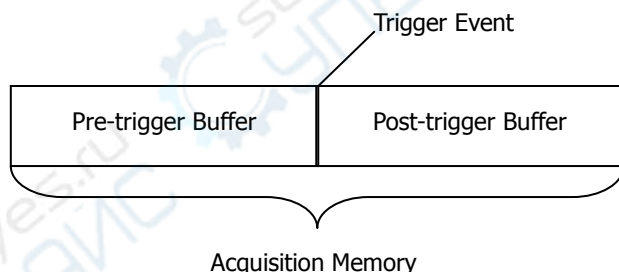 Trigger Event
Pre-trigger Buffer
Post-trigger Buffer
Acquisition Memory